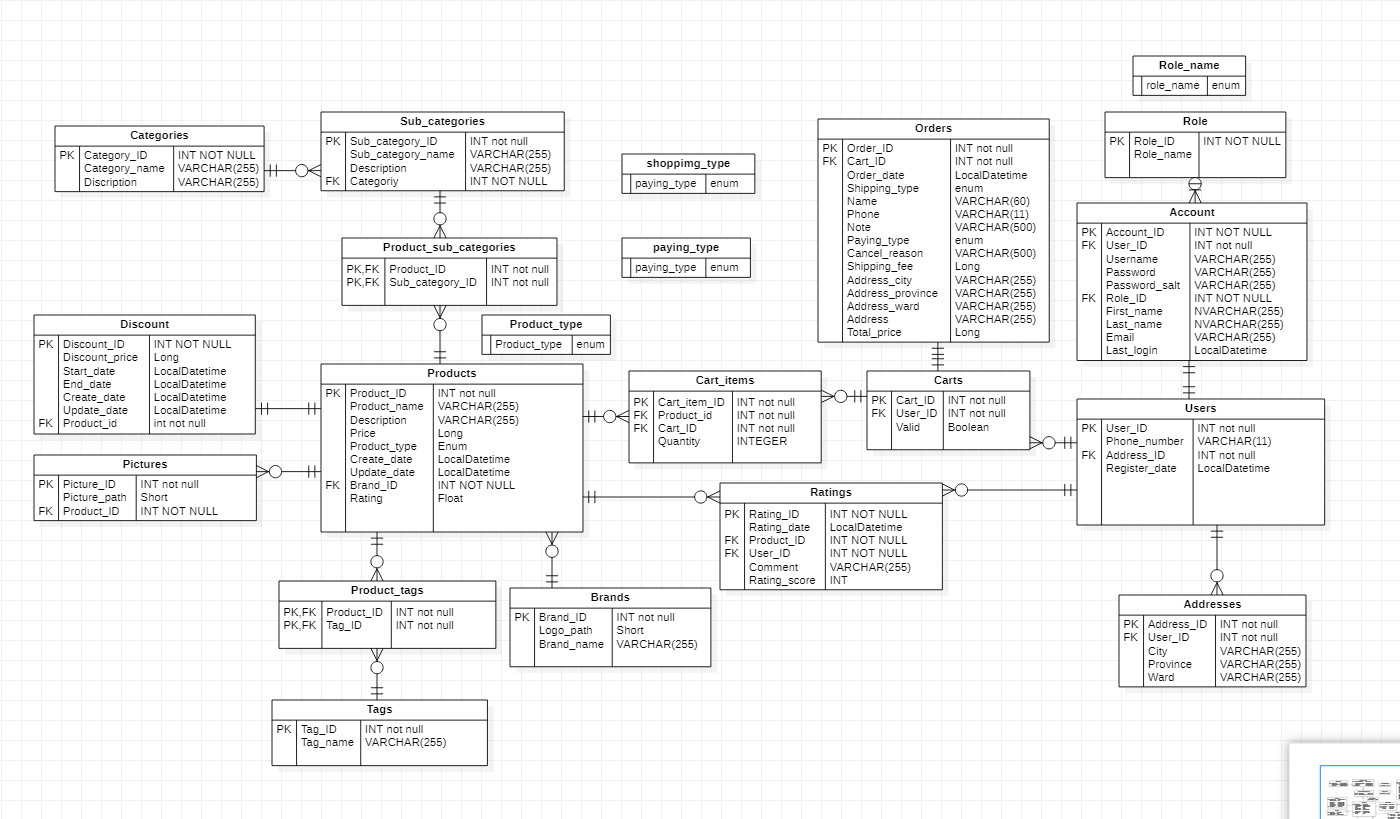 Role_name
role_name enum
Categories
PK Category_ID INT NOT NULL
Category_name VARCHAR(255)
Discription VARCHAR(255)
Sub_categories
PK Sub_category_ID INT not null
Sub_category_name VARCHAR(255)
Description VARCHAR(255)
FK Categoriy INT NOT NULL
shoppimg_type
paying_type enum
Orders
PK Order_ID INT not null
FK Cart_ID INT not null
Order_date LocalDatetime
Shipping_type enum
Name VARCHAR(60)
Phone VARCHAR(11)
Note VARCHAR(500)
Paying_type enum
Cancel_reason VARCHAR(500)
Shipping_fee Long
Address_city VARCHAR(255)
Address_province VARCHAR(255)
Address_ward VARCHAR(255)
Address VARCHAR(255)
Total_price Long
Role
PK Role_ID INT NOT NULL
Role_name
Account
PK Account_ID INT NOT NULL
FK User_ID INT not null
Username VARCHAR(255)
Password VARCHAR(255)
Password_salt VARCHAR(255)
FK Role_ID INT NOT NULL
First_name NVARCHAR(255)
Last_name NVARCHAR(255)
Email VARCHAR(255)
Last_login LocalDatetime
Product_sub_categories
PK,FK Product_ID INT not null
PK,FK Sub_category_ID INT not null
paying_type
paying_type enum
Discount
PK Discount_ID INT NOT NULL
Discount_price Long
Start_date LocalDatetime
End_date LocalDatetime
Create_date LocalDatetime
Update_date LocalDatetime
FK Product_id int not null
Product_type
Product_type enum
Products
PK Product_ID INT not null
Product_name VARCHAR(255)
Description VARCHAR(255)
Price Long
Product_type Enum
Create_date LocalDatetime
Update_date LocalDatetime
FK Brand_ID INT NOT NULL
Rating Float
Cart_items
PK Cart_item_ID INT not null
FK Product_id INT not null
FK Cart_ID INT not null
Quantity INTEGER
Carts
PK Cart_ID INT not null
FK User_ID INT not null
Valid Boolean
Users
PK User_ID INT not null
Phone_number VARCHAR(11)
FK Address_ID INT not null
Register_date LocalDatetime
Pictures
PK Picture_ID INT not null
Picture_path Short
FK Product_ID INT NOT NULL
Ratings
PK Rating_ID INT NOT NULL
Rating_date LocalDatetime
FK Product_ID INT NOT NULL
FK User_ID INT NOT NULL
Comment VARCHAR(255)
Rating_score INT
Product_tags
PK,FK Product_ID INT not null
PK,FK Tag_ID INT not null
Brands
PK Brand_ID INT not null
Logo_path Short
Brand_name VARCHAR(255)
Addresses
PK Address_ID INT not null
FK User_ID INT not null
City VARCHAR(255)
Province VARCHAR(255)
Ward VARCHAR(255)
Tags
PK Tag_ID INT not null
Tag_name VARCHAR(255)